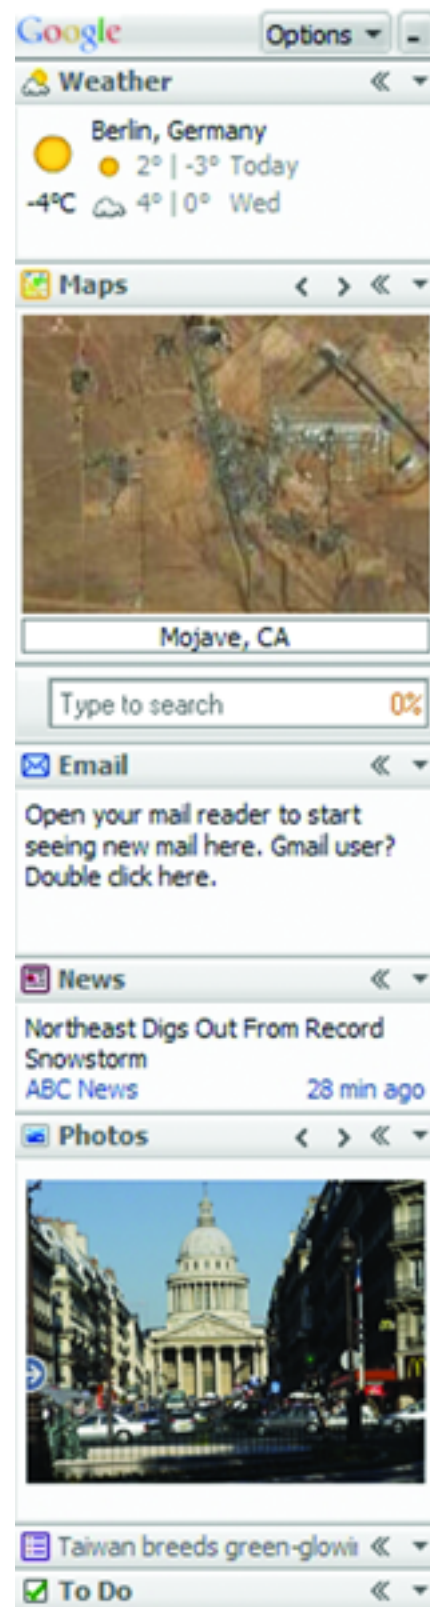 Google Options
Weather
Berlin, Germany
2° | -3° Today
-4°C 4° | 0° Wed
Maps
Mojave, CA
Type to search 0%
Email
Open your mail reader to start
seeing new mail here. Gmail user?
Double click here.
News
Northeast Digs Out From Record
Snowstorm
ABC News 28 min ago
Photos
Taiwan breeds green-glowi
To Do